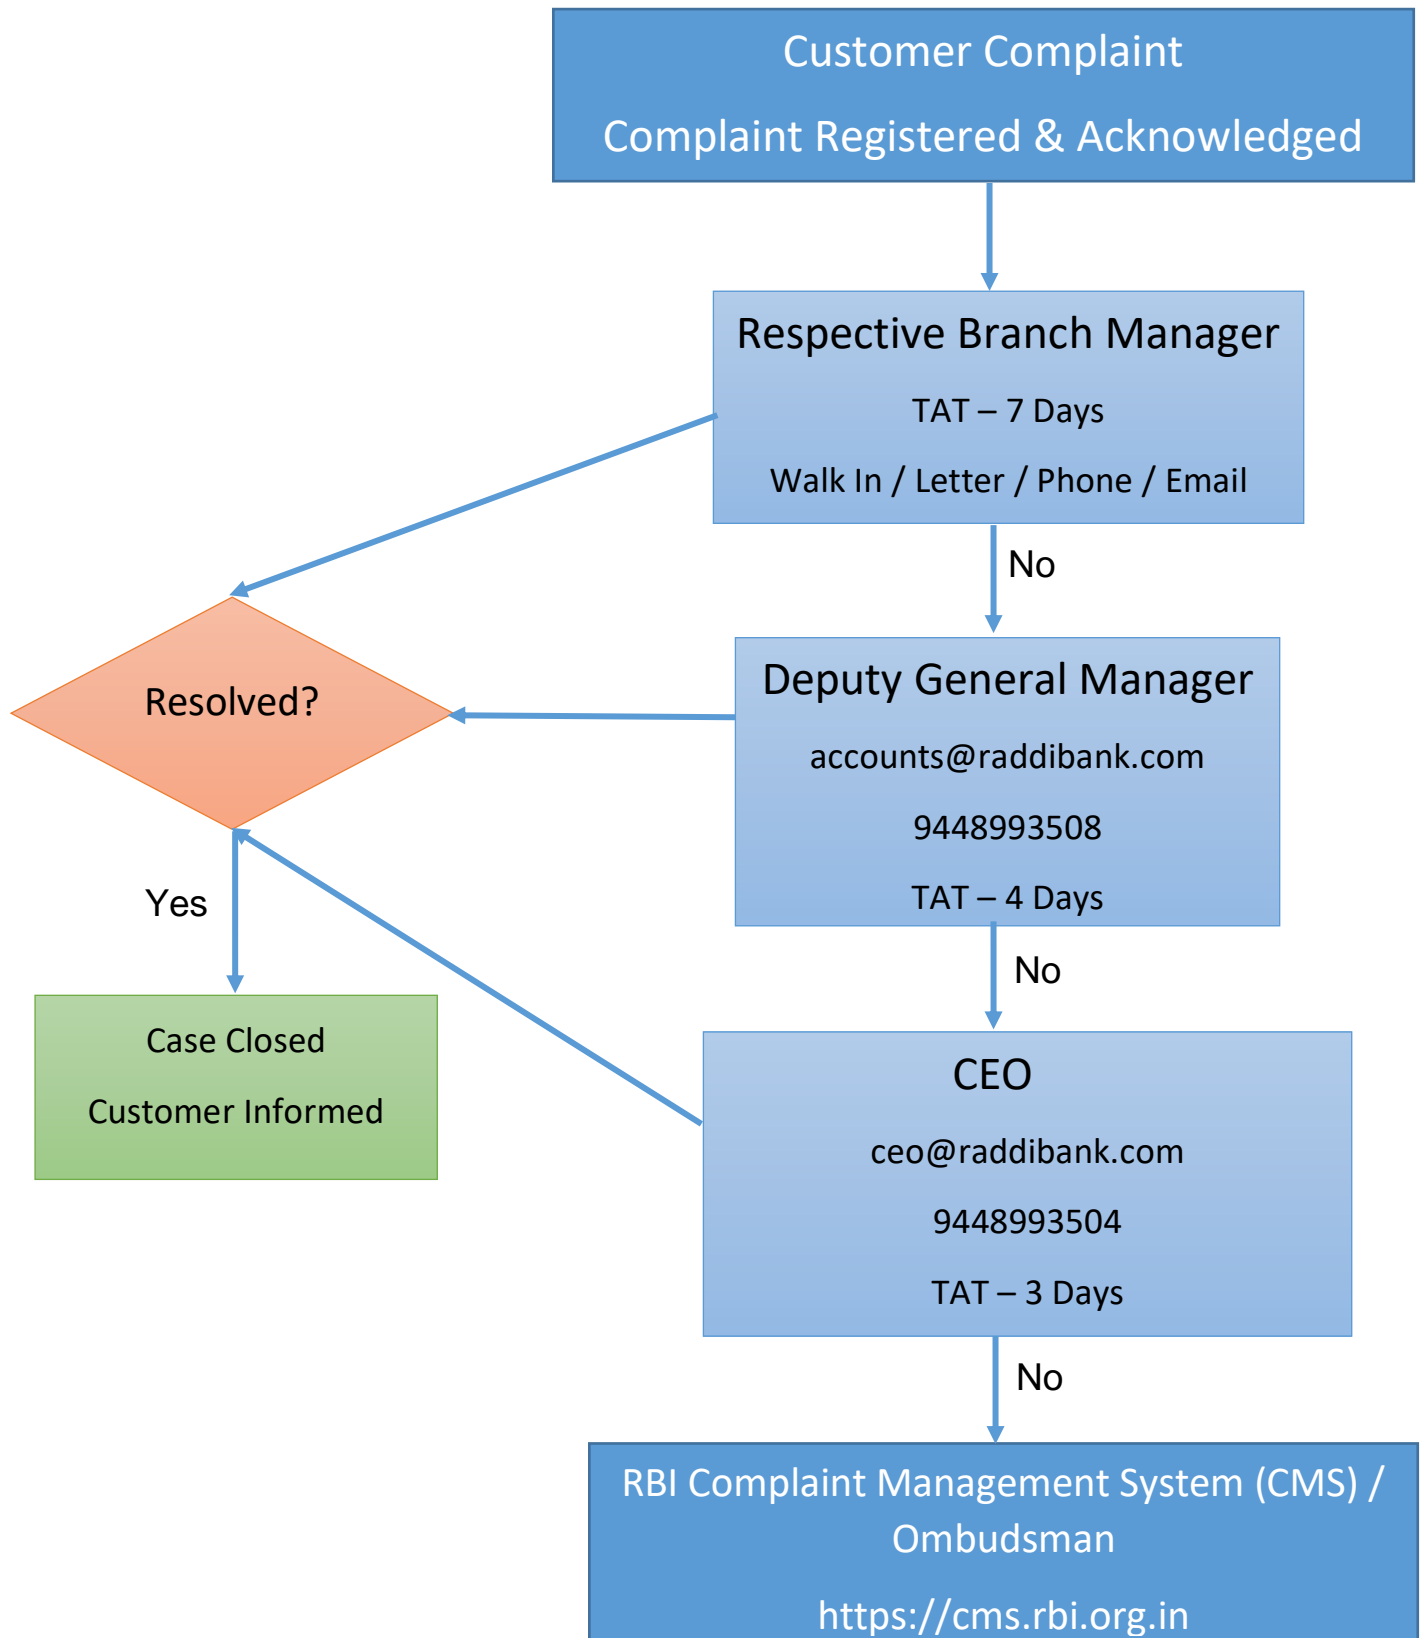 Customer Complaint
Complaint Registered & Acknowledged
Respective Branch Manager
TAT – 7 Days
Walk In / Letter / Phone / Email
No
Resolved?
Deputy General Manager
accounts@raddibank.com
9448993508
TAT – 4 Days
Yes
No
Case Closed
Customer Informed
CEO
ceo@raddibank.com
9448993504
TAT – 3 Days
No
RBI Complaint Management System (CMS) /
Ombudsman
https://cms.rbi.org.in